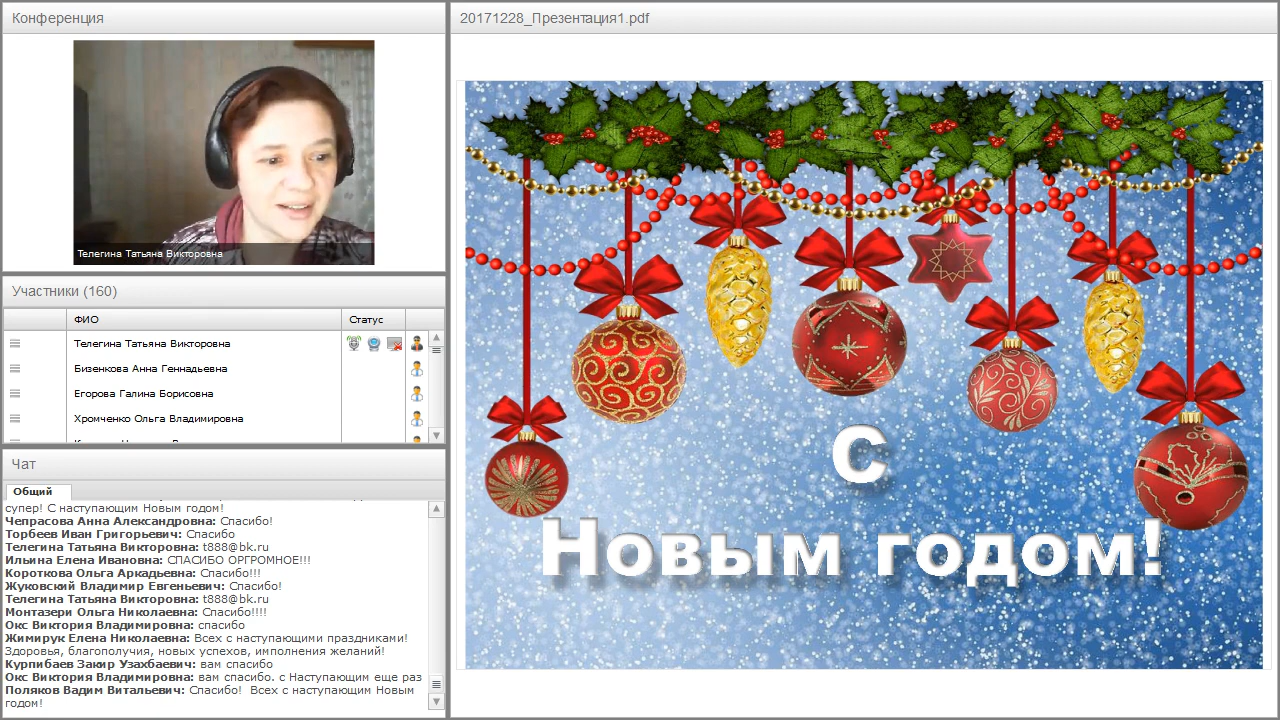 Конференция
Телегина Татьяна Викторовна
Участники (160)
ФИО Статус
Телегина Татьяна Викторовна
Бизенкова Анна Геннадьевна
Егорова Галина Борисовна
Хромченко Ольга Владимировна
Чат
Общий
супер! С наступающим Новым годом!
Чепрасова Анна Александровна: Спасибо!
Торбеев Иван Григорьевич: Спасибо
Телегина Татьяна Викторовна: t888@bk.ru
Ильина Елена Ивановна: СПАСИБО ОРГРОМНОЕ!!!
Короткова Ольга Аркадьевна: Спасибо!!!
Жуковский Владимир Евгеневич: Спасибо!
Телегина Татьяна Викторовна: t888@bk.ru
Монтазери Ольга Николаевна: Спасибо!!!!
Окс Виктория Владимировна: спасибо
Жимирук Елена Николаевна: Всех с наступающими праздниками!
Здоровья, благополучия, новых успехов, имполнения желаний!
Курпибаев Закир Узахбаевич: вам спасибо
Окс Виктория Владимировна: вам спасибо. с Наступающим еще раз
Поляков Вадим Витальевич: Спасибо! Всех с наступающим Новым
годом!
20171228_Презентация1.pdf
С
Новым годом!